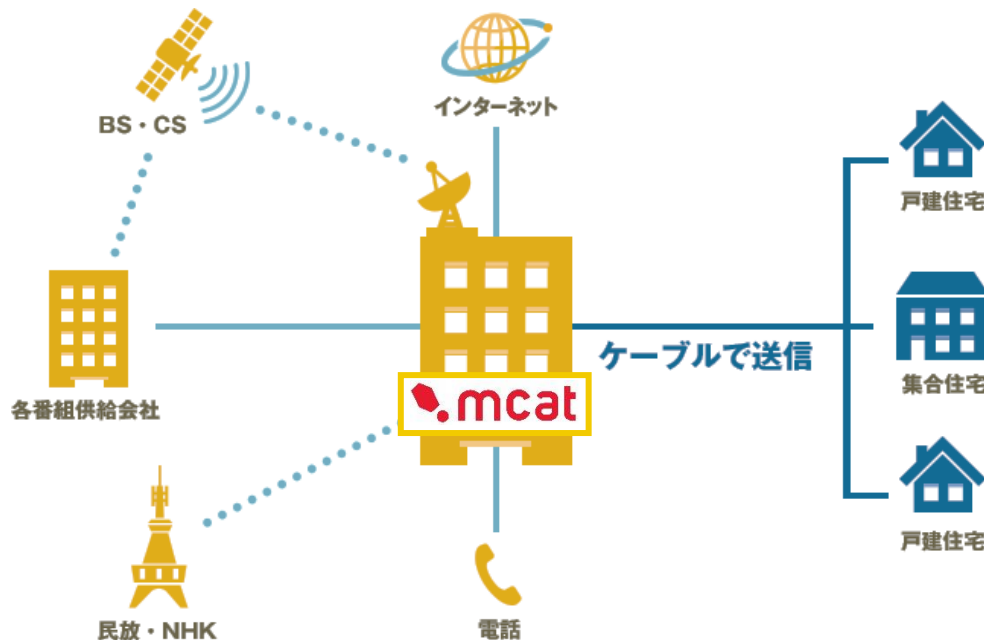 BS・CS
インターネット
戸建住宅
ケーブルで送信
集合住宅
各番組供給会社
mcat
戸建住宅
民放・NHK
電話